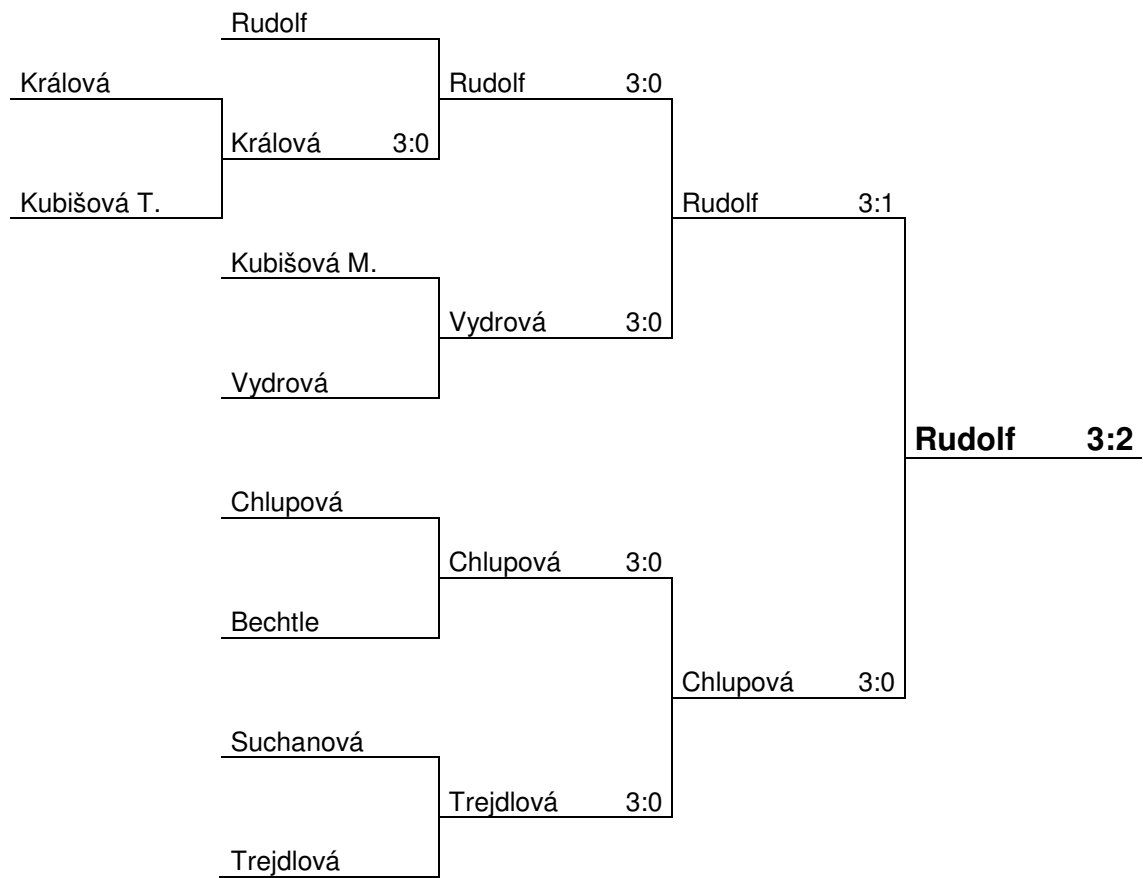 Rudolf
Králová Rudolf 3:0
Králová 3:0
Kubišová T. Rudolf 3:1
Kubišová M.
Vydrová 3:0
Vydrová
Rudolf 3:2
Chlupová
Chlupová 3:0
Bechtle
Chlupová 3:0
Suchanová
Trejdlová 3:0
Trejdlová